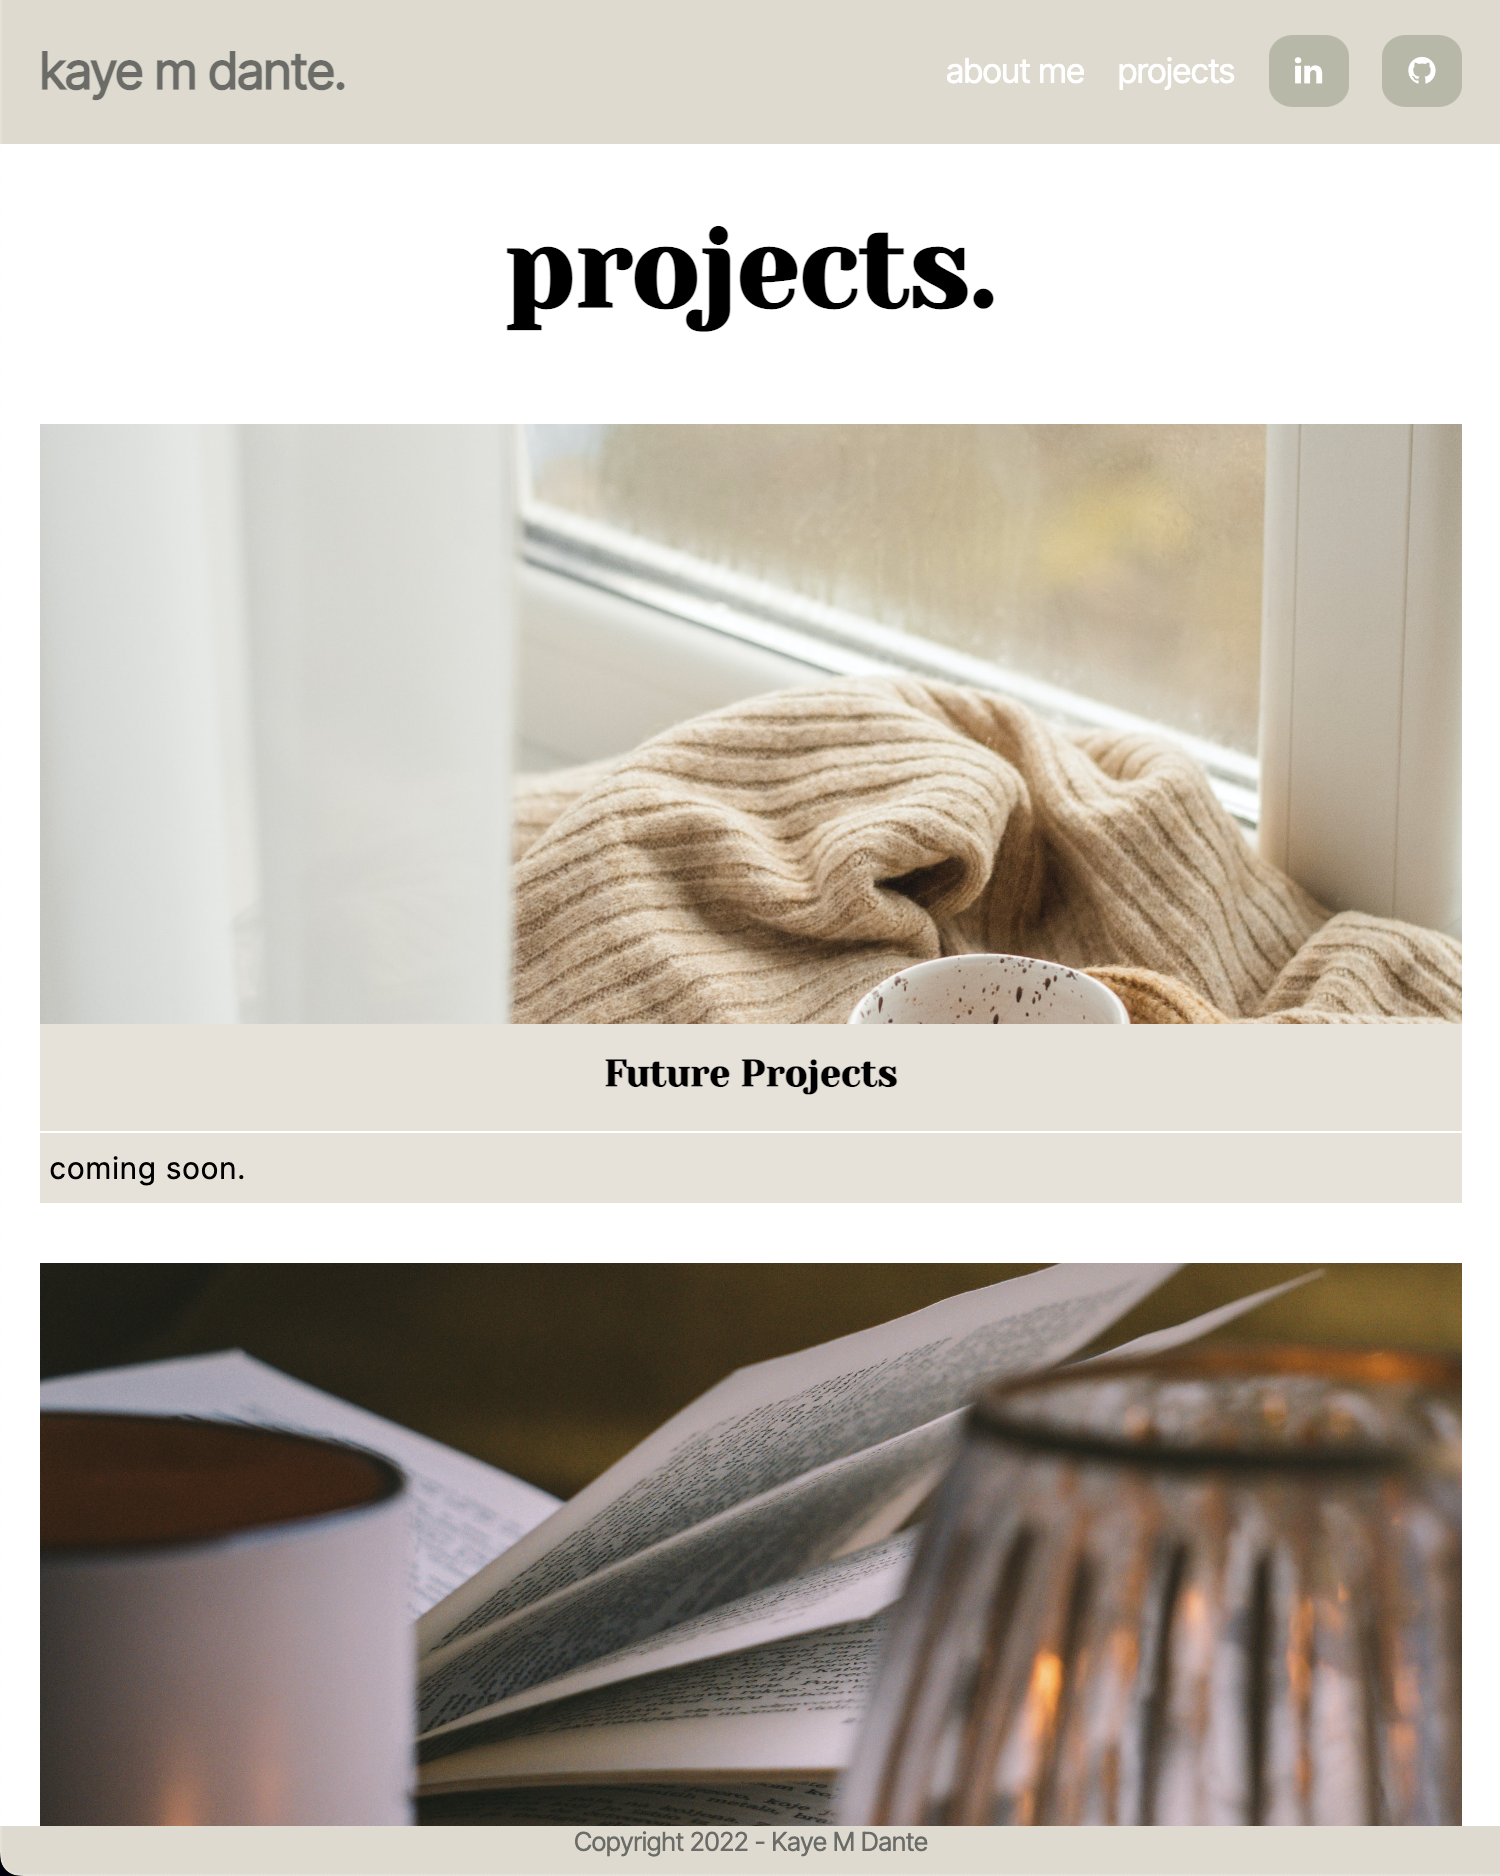 kaye m dante.
about me projects in
projects.
Future Projects
coming soon.
Copyright 2022 - Kaye M Dante